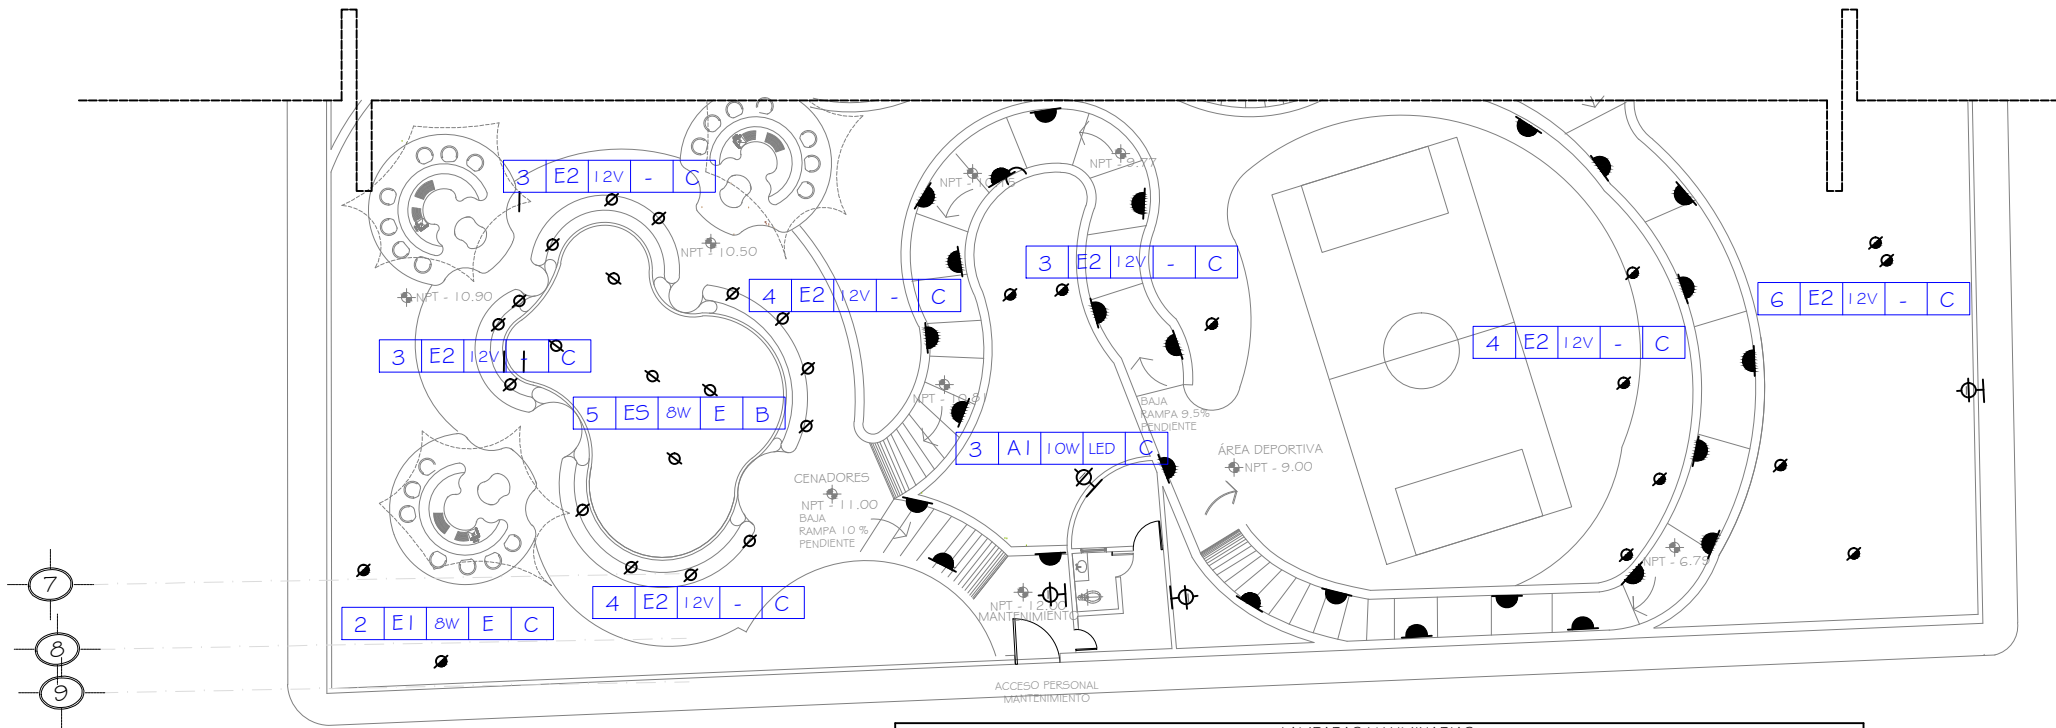 3 E2 12V - C
NPT - 9.77
NPT - 10.50
3 E2 12V - C
4 E2 12V - C
NPT - 10.90
6 E2 12V - C
4 E2 12V - C
3 E2 12V - C
5 ES 8W E B
BAJA
RAMPA 9.5%
PENDIENTE
3 A1 10W LED C
ÁREA DEPORTIVA
NPT - 9.00
CENADORES
NPT - 11.00
BAJA
RAMPA 10 %
PENDIENTE
NPT - 6.79
7
4 E2 12V - C
NPT - 12.00
MANTENIMIENTO
2 E1 8W E C
8
9
ACCESO PERSONAL
MANTENIMIENTO